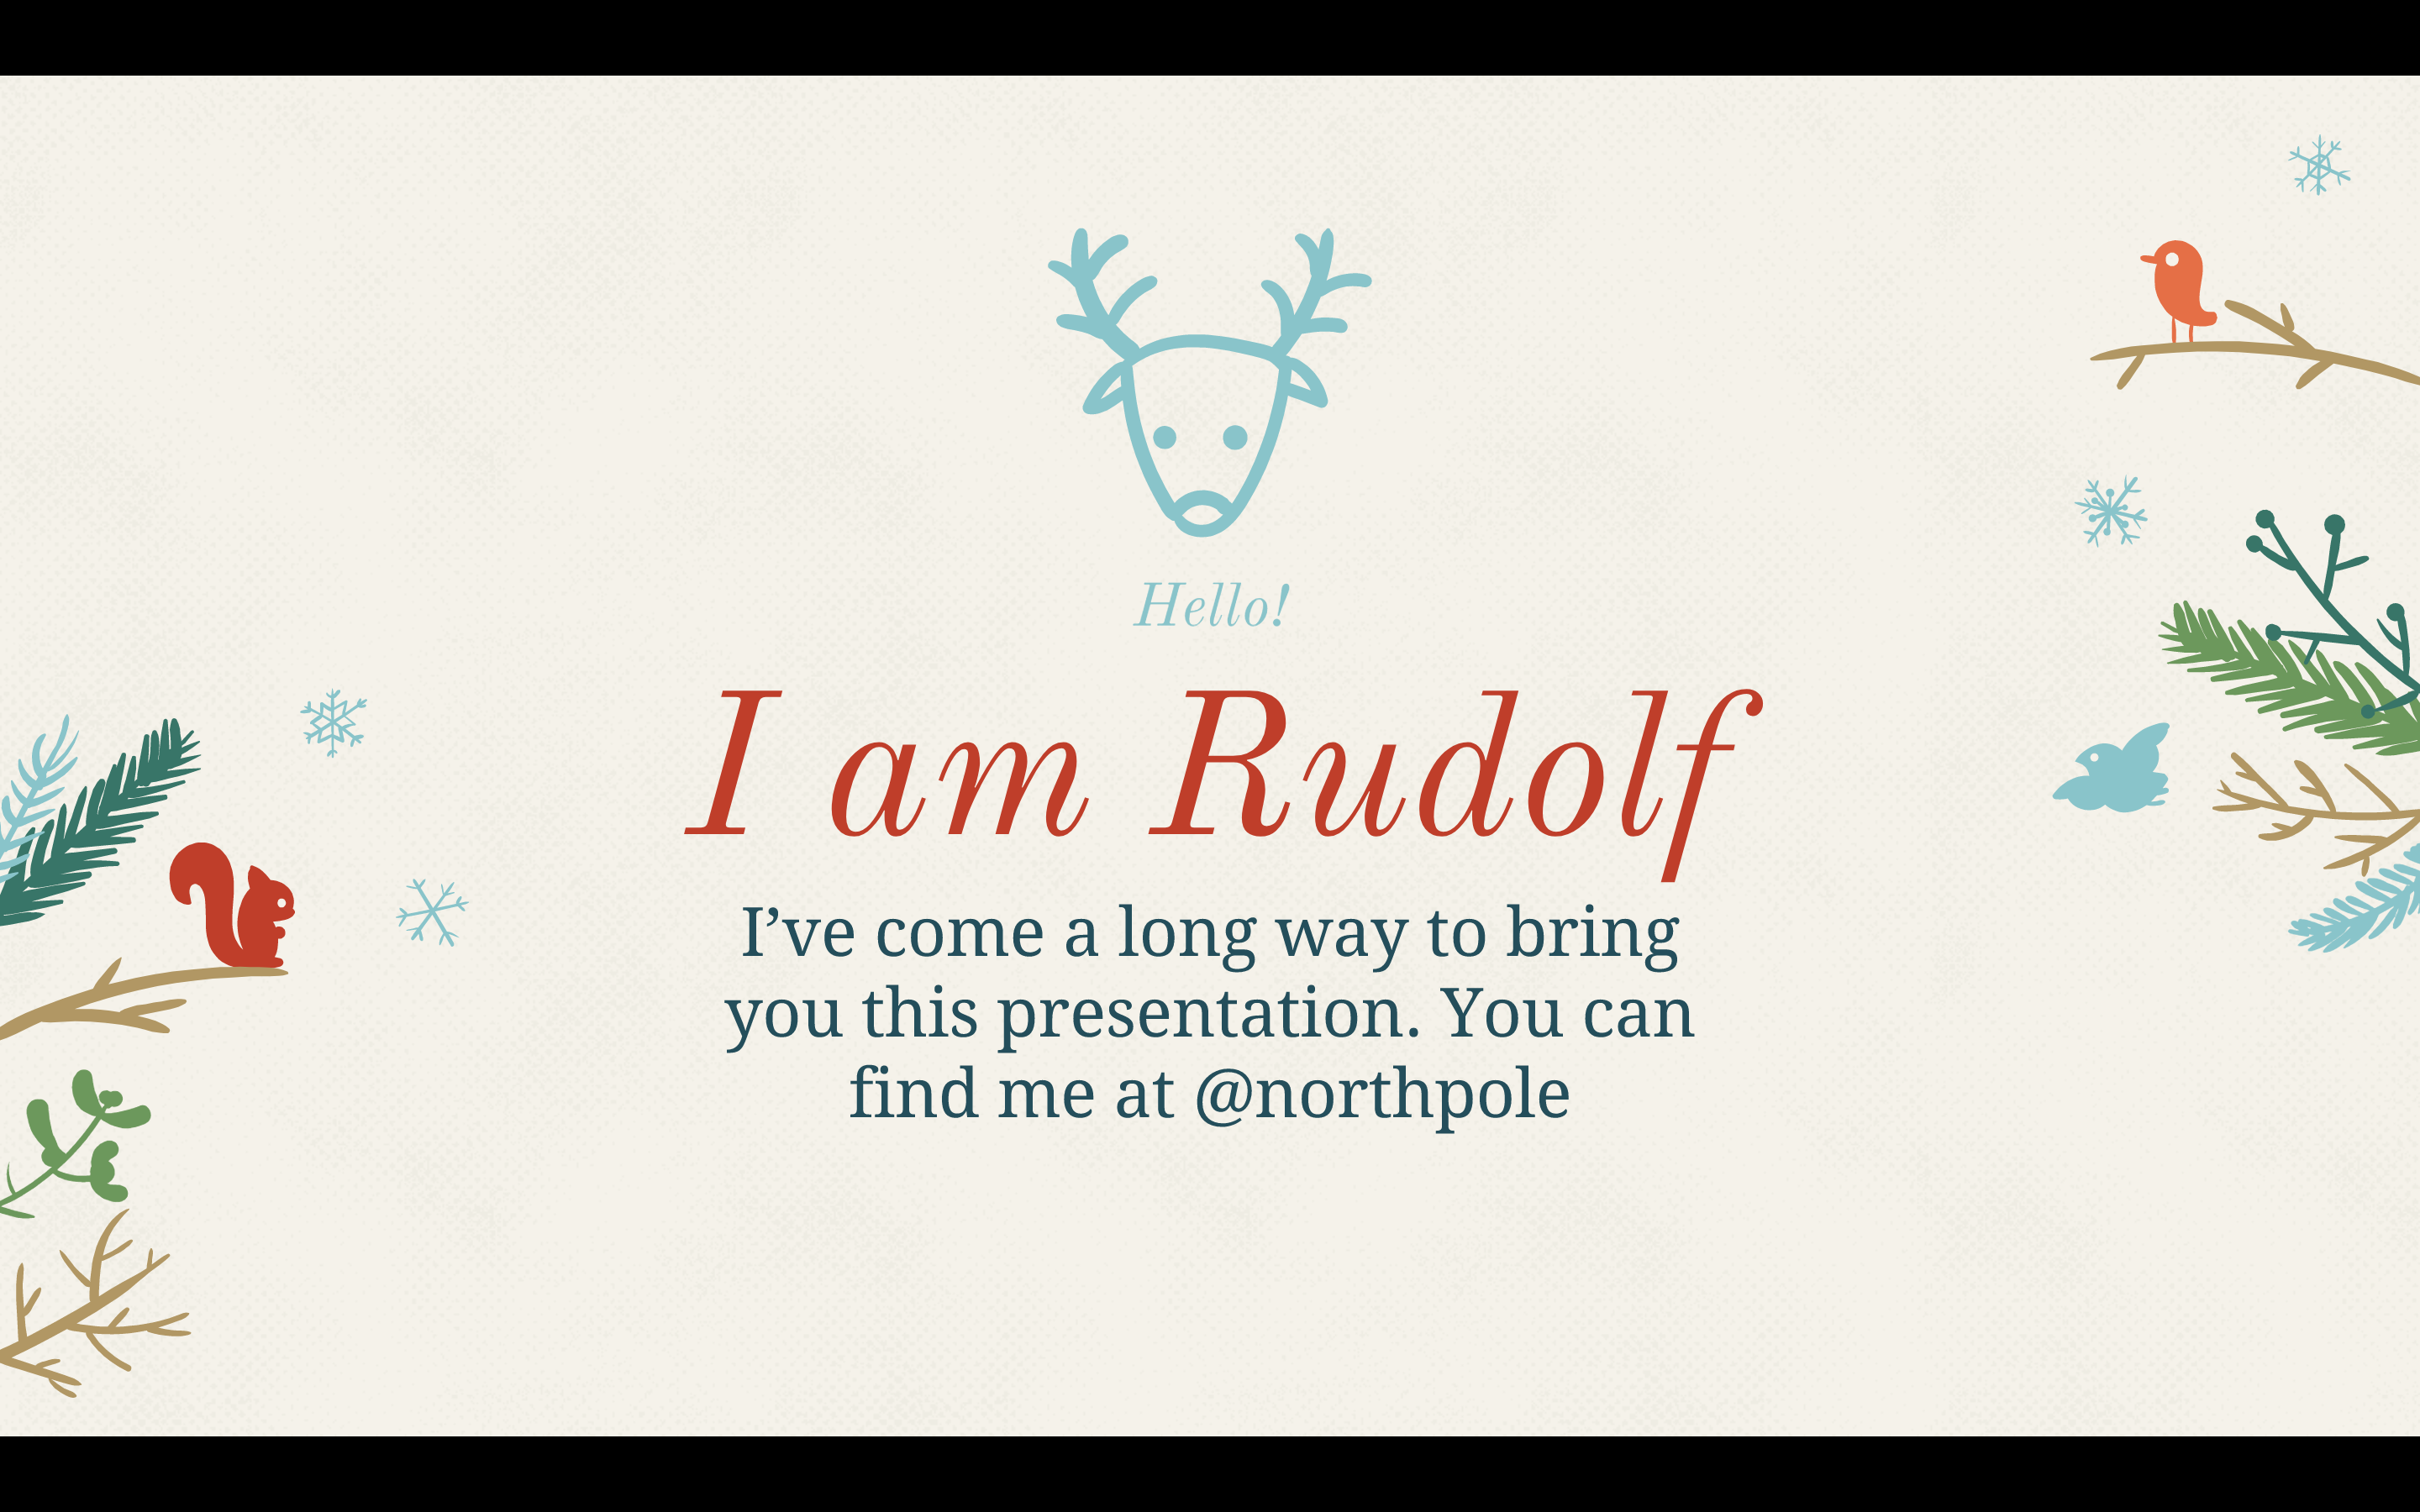 Hello!
I am Rudolf
I’ve come a long way to bring
you this presentation. You can
find me at @northpole